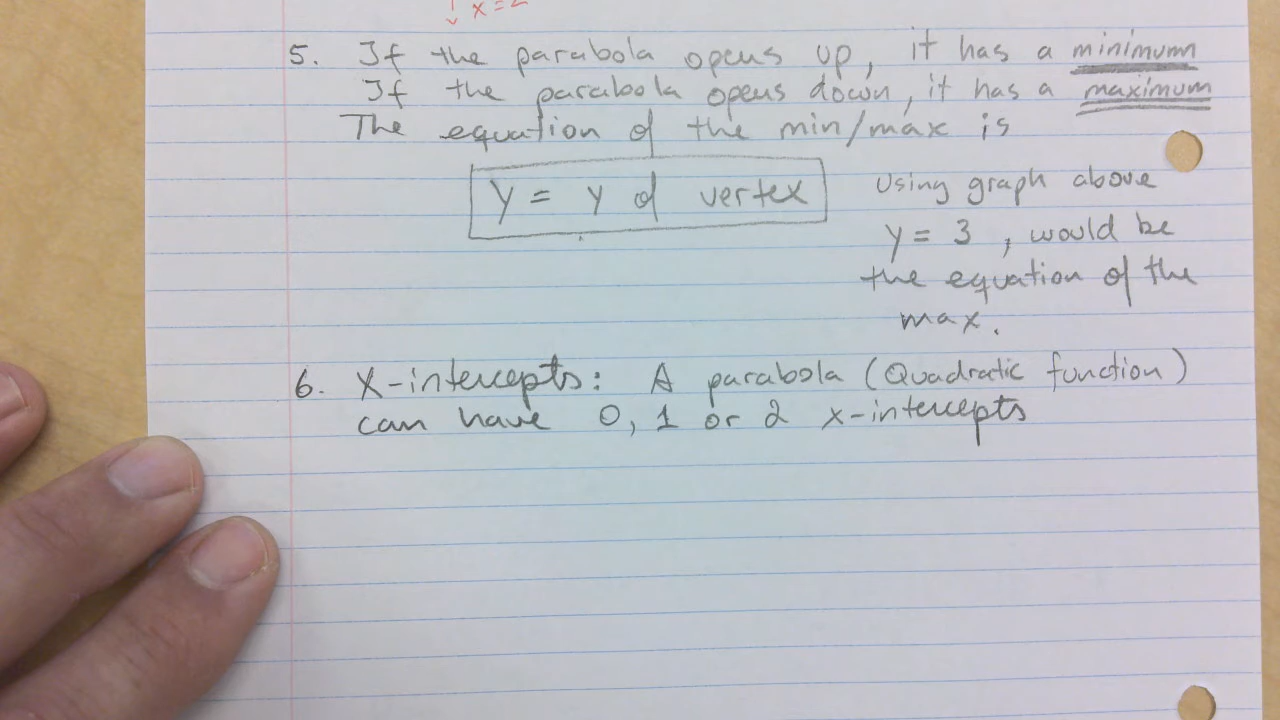 x = 2
5. If the parabola opens up, it has a minimum
If the parabola opens down, it has a maximum
The equation of the min/max is
y = y of vertex
Using graph above
y = 3, would be
the equation of the
max.
6. X-intercepts: A parabola (Quadratic function)
can have 0, 1 or 2 x-intercepts